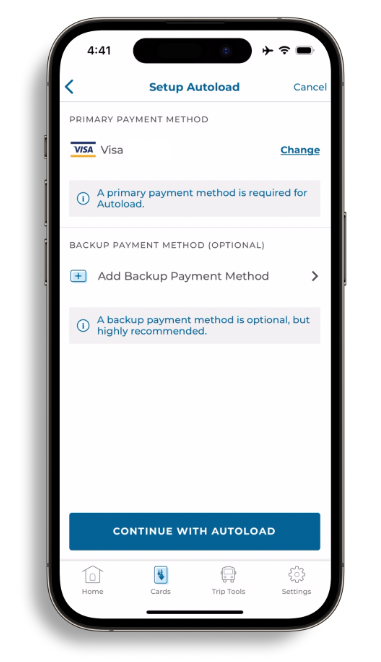 4:41
Setup Autoload
Cancel
PRIMARY PAYMENT METHOD
VISA Visa
Change
A primary payment method is required for
Autoload.
BACKUP PAYMENT METHOD (OPTIONAL)
Add Backup Payment Method
A backup payment method is optional, but
highly recommended.
CONTINUE WITH AUTOLOAD
Home
Cards
Trip Tools
Settings